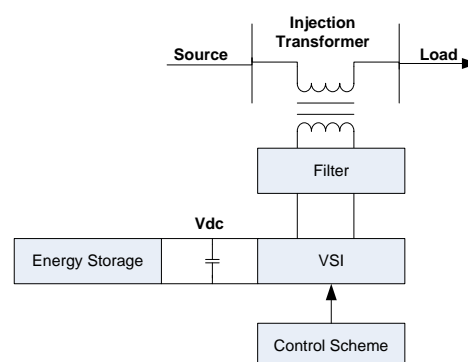 Injection
Transformer
Source
Load
Filter
Vdc
Energy Storage
VSI
Control Scheme